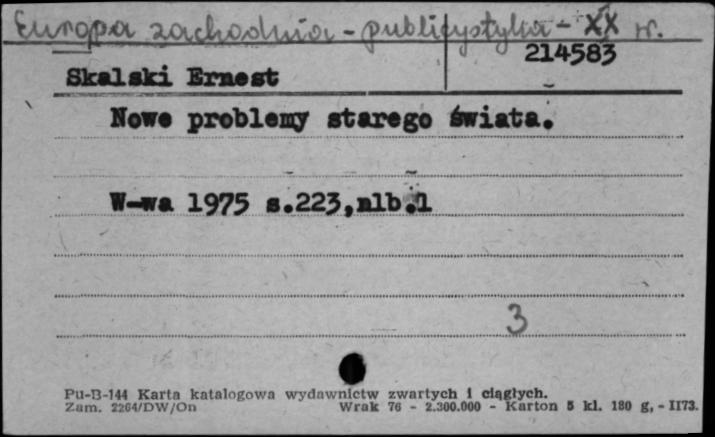 Europa zachodnia - publicystyka - XX w.
214583
Skalski Ernest
Nowe problemy starego świata.
W-wa 1975 s.223,nlb.1
3
Pu-B-144 Karta katalogowa wydawnictw zwartych i ciągłych.
Zam. 2264/DW/On Wrak 76 - 2.300.000 - Karton 5 kl. 180 g, - II73.